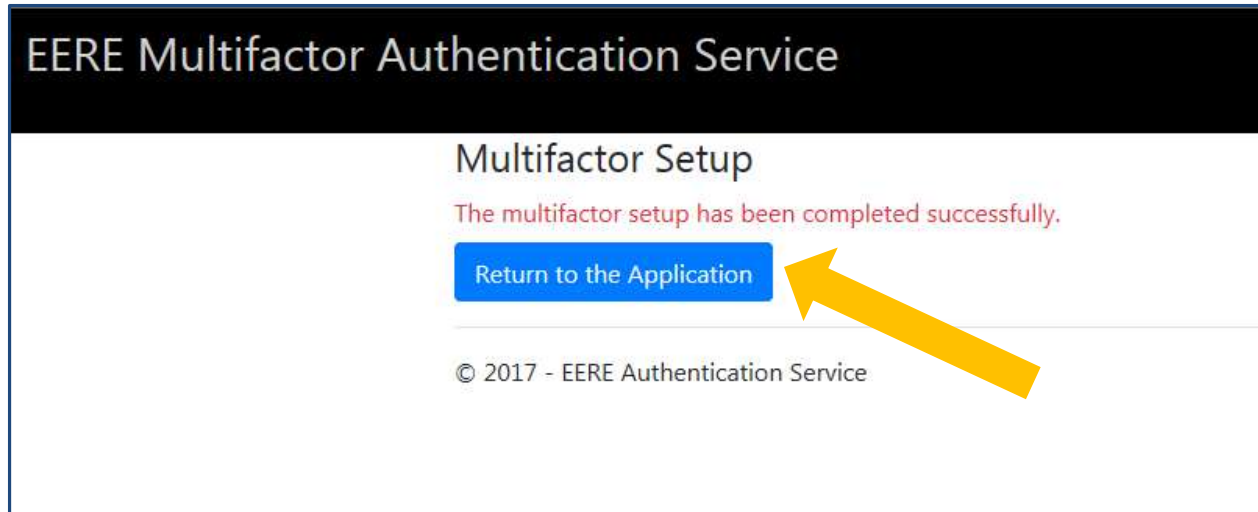 EERE Multifactor Authentication Service
Multifactor Setup
The multifactor setup has been completed successfully.
Return to the Application
© 2017 - EERE Authentication Service